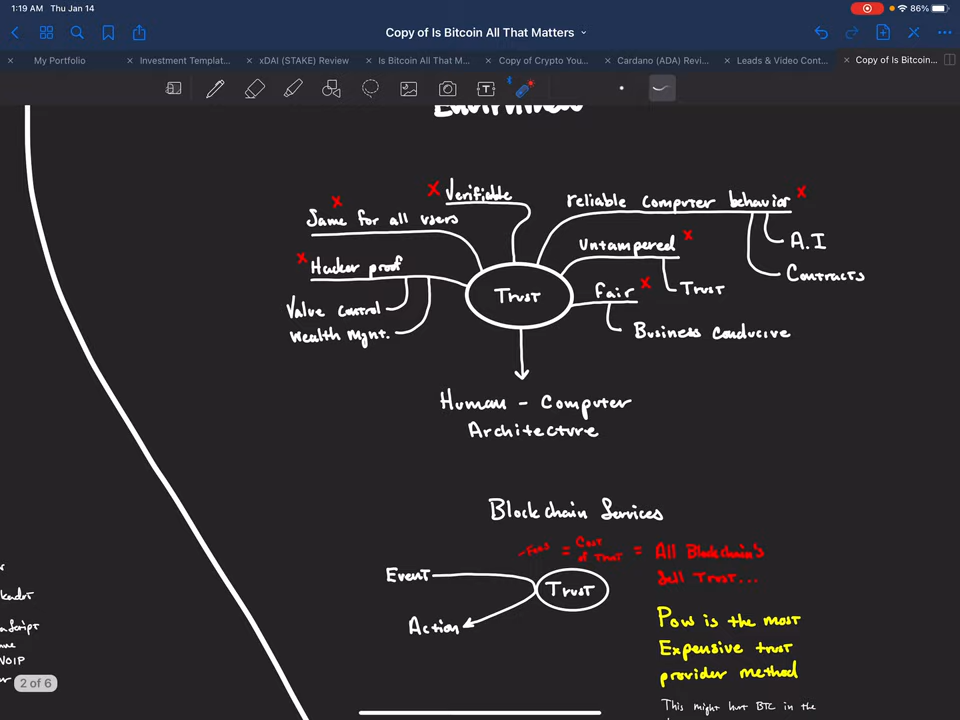 1:19 AM Thu Jan 14
86%
Copy of Is Bitcoin All That Matters
My Portfolio
Investment Templat...
xDAI (STAKE) Review
Is Bitcoin All That M...
Copy of Crypto You...
Cardano (ADA) Revi...
Leads & Video Cont...
Copy of Is Bitcoin...
x Verifiable
reliable computer behavior x
x
Same for all users
A.I
Untampered x
x Hacker proof
Contracts
Trust
Fair x
Trust
Value control
Wealth Mgnt.
Business Conducive
Human - Computer
Architecture
Blockchain Services
-Fees = Cost of Trust = All Blockchain's
Sell Trust...
Event
Trust
Action
Pow is the most
Expensive trust
provider method
VOIP
2 of 6
This might hurt BTC in the